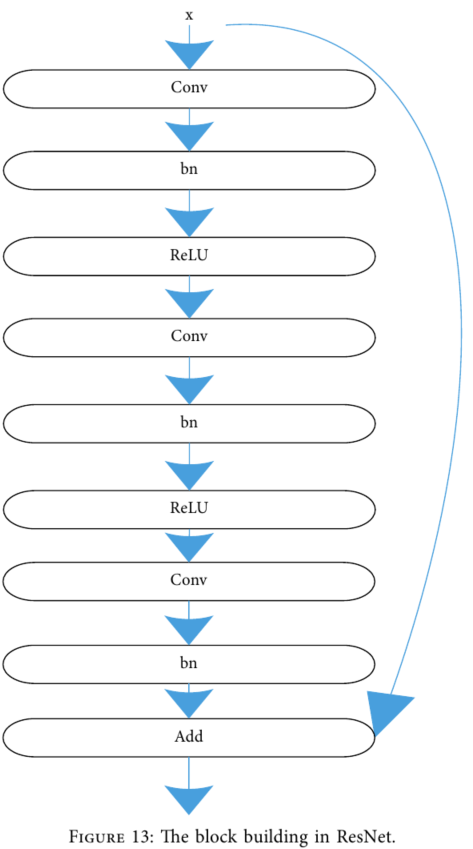 x
Conv
bn
ReLU
Conv
bn
ReLU
Conv
bn
Add
FIGURE 13: The block building in ResNet.